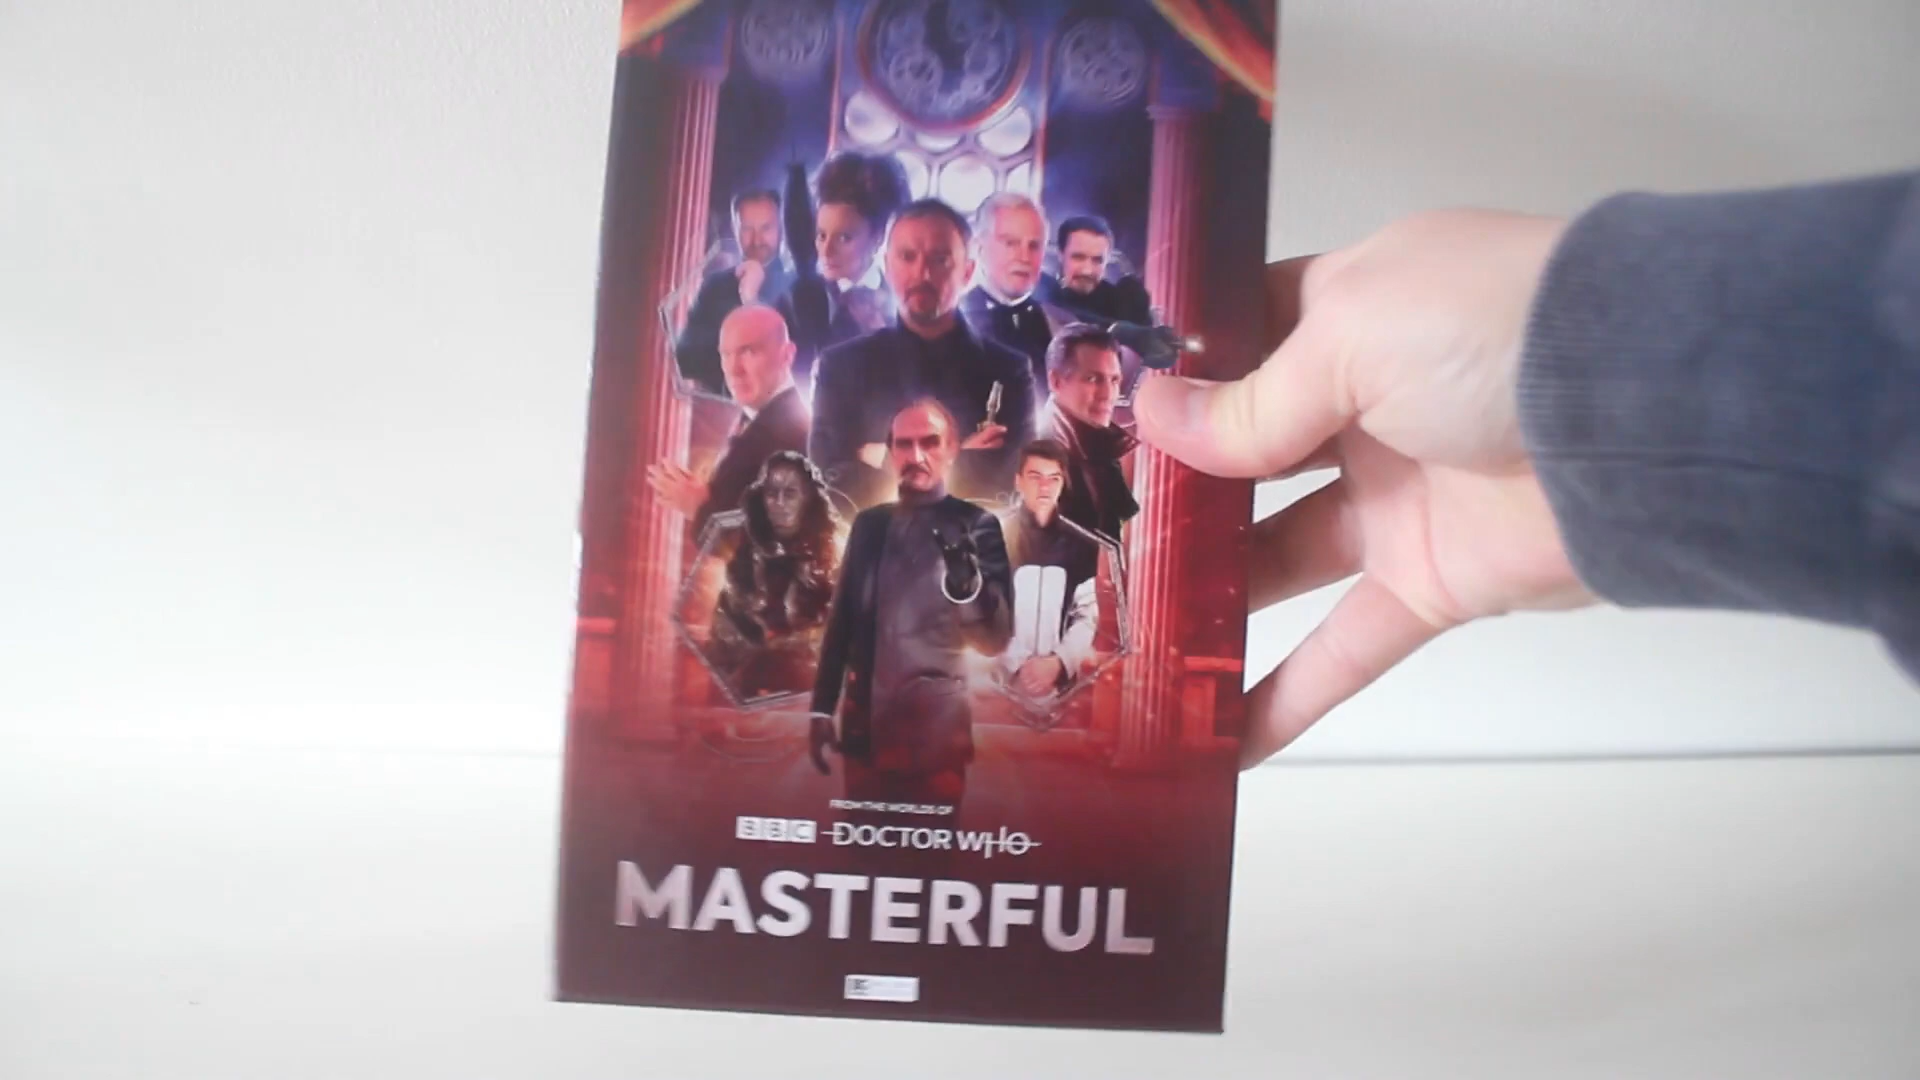 FROM THE WORLDS OF
BBC DOCTOR WHO
MASTERFUL